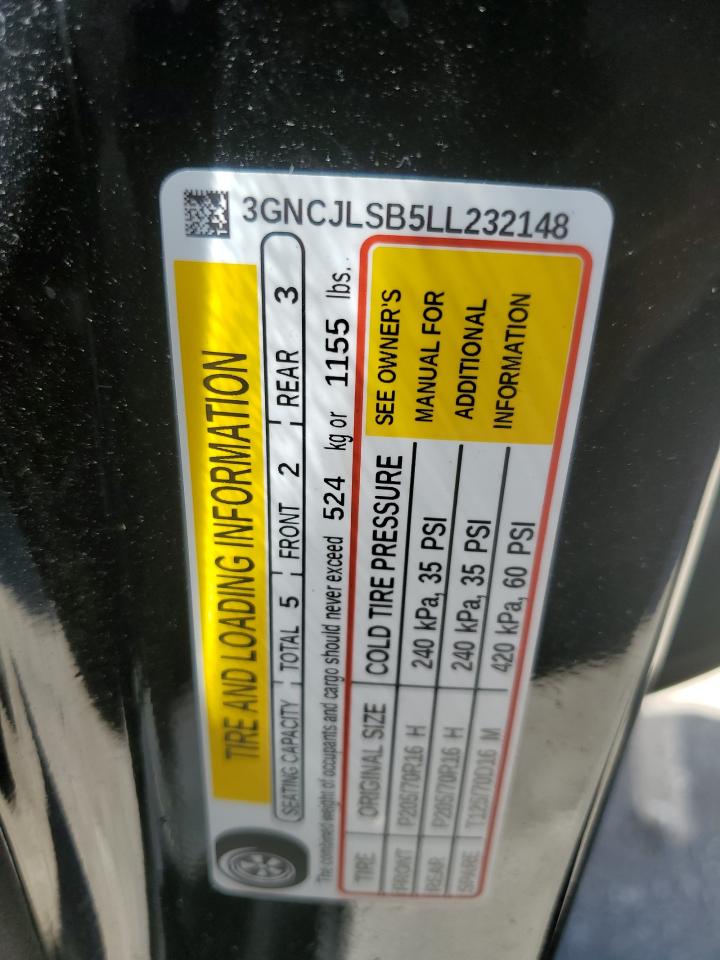 3GNCJLSB5LL232148
TIRE AND LOADING INFORMATION
SEATING CAPACITY TOTAL 5 FRONT 2 REAR 3
The combined weight of occupants and cargo should never exceed 524 kg or 1155 lbs.
TIRE ORIGINAL SIZE COLD TIRE PRESSURE
FRONT P205/70R16 H 240 kPa, 35 PSI
REAR P205/70R16 H 240 kPa, 35 PSI
SPARE T125/70D16 M 420 kPa, 60 PSI
SEE OWNER'S
MANUAL FOR
ADDITIONAL
INFORMATION